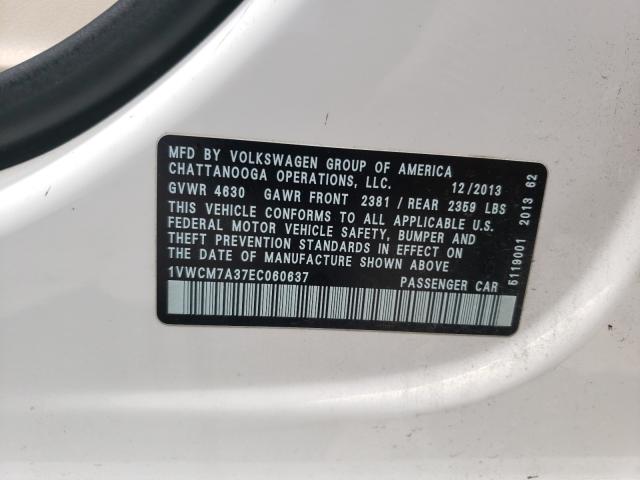 MFD BY VOLKSWAGEN GROUP OF AMERICA
CHATTANOOGA OPERATIONS, LLC. 12/2013
GVWR 4630 GAWR FRONT 2381 / REAR 2359 LBS
THIS VEHICLE CONFORMS TO ALL APPLICABLE U.S.
FEDERAL MOTOR VEHICLE SAFETY, BUMPER AND
THEFT PREVENTION STANDARDS IN EFFECT ON
THE DATE OF MANUFACTURE SHOWN ABOVE
1VWCM7A37EC060637 PASSENGER CAR
6119001 2013 62